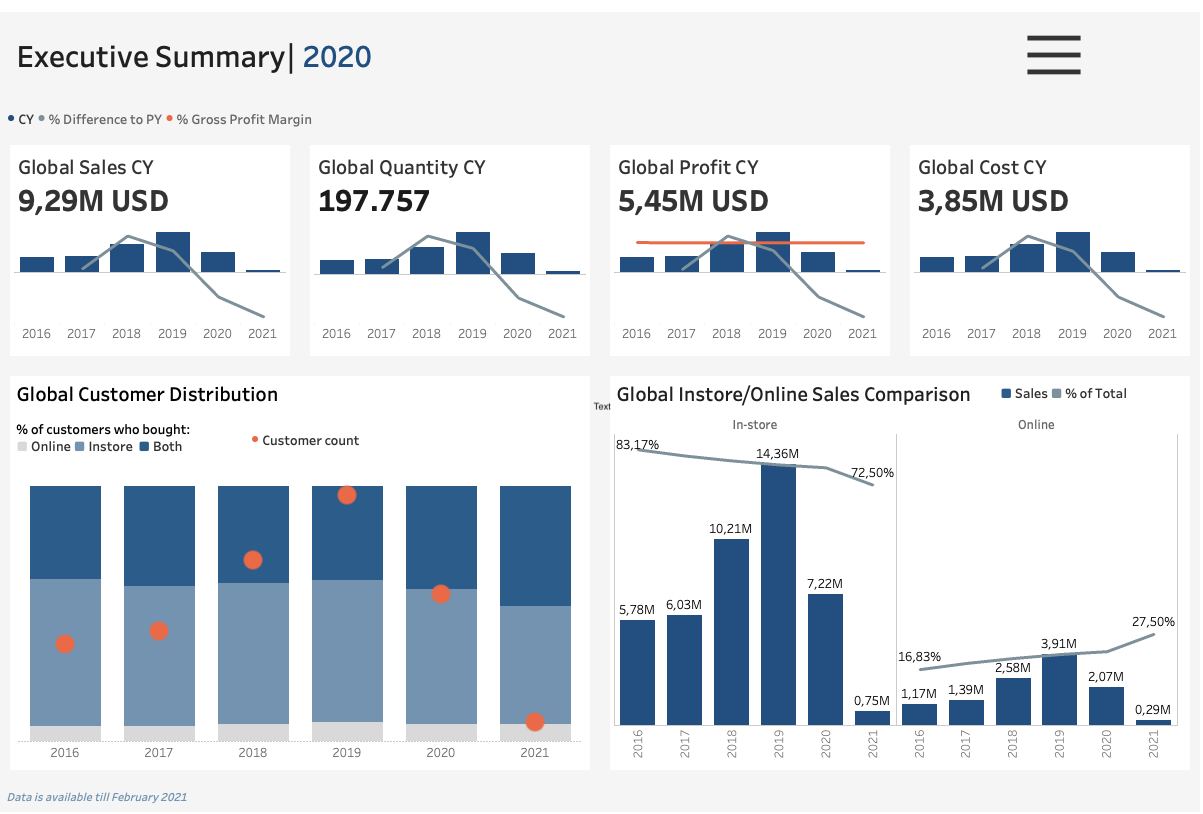 Executive Summary| 2020
CY % Difference to PY % Gross Profit Margin
Global Sales CY
9,29M USD
2016 2017 2018 2019 2020 2021
Global Quantity CY
197.757
2016 2017 2018 2019 2020 2021
Global Profit CY
5,45M USD
2016 2017 2018 2019 2020 2021
Global Cost CY
3,85M USD
2016 2017 2018 2019 2020 2021
Global Customer Distribution
% of customers who bought:
Online Instore Both
Customer count
2016 2017 2018 2019 2020 2021
Text
Global Instore/Online Sales Comparison
Sales % of Total
In-store
83,17%
72,50%
5,78M 6,03M 10,21M 14,36M 7,22M 0,75M
2016 2017 2018 2019 2020 2021
Online
16,83%
27,50%
1,17M 1,39M 2,58M 3,91M 2,07M 0,29M
2016 2017 2018 2019 2020 2021
Data is available till February 2021